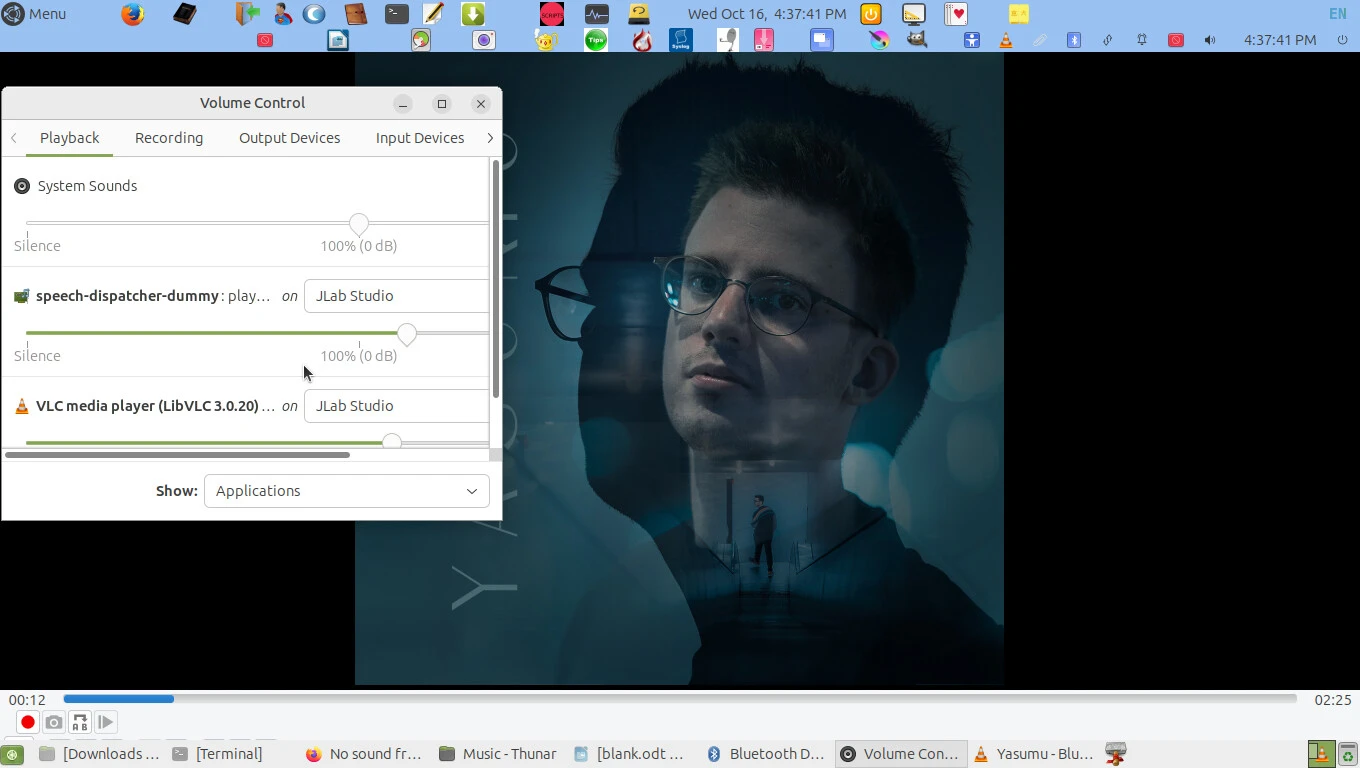 Menu
Wed Oct 16, 4:37:41 PM
EN
SCRIPTS
Tips
Syslog
4:37:41 PM
Volume Control
Playback
Recording
Output Devices
Input Devices
System Sounds
Silence
100% (0 dB)
speech-dispatcher-dummy: play…
on
JLab Studio
Silence
100% (0 dB)
VLC media player (LibVLC 3.0.20) …
on
JLab Studio
Show:
Applications
00:12
02:25
A B
[Downloads …
[Terminal]
No sound fr…
Music - Thunar
[blank.odt …
Bluetooth D…
Volume Con…
Yasumu - Blu…